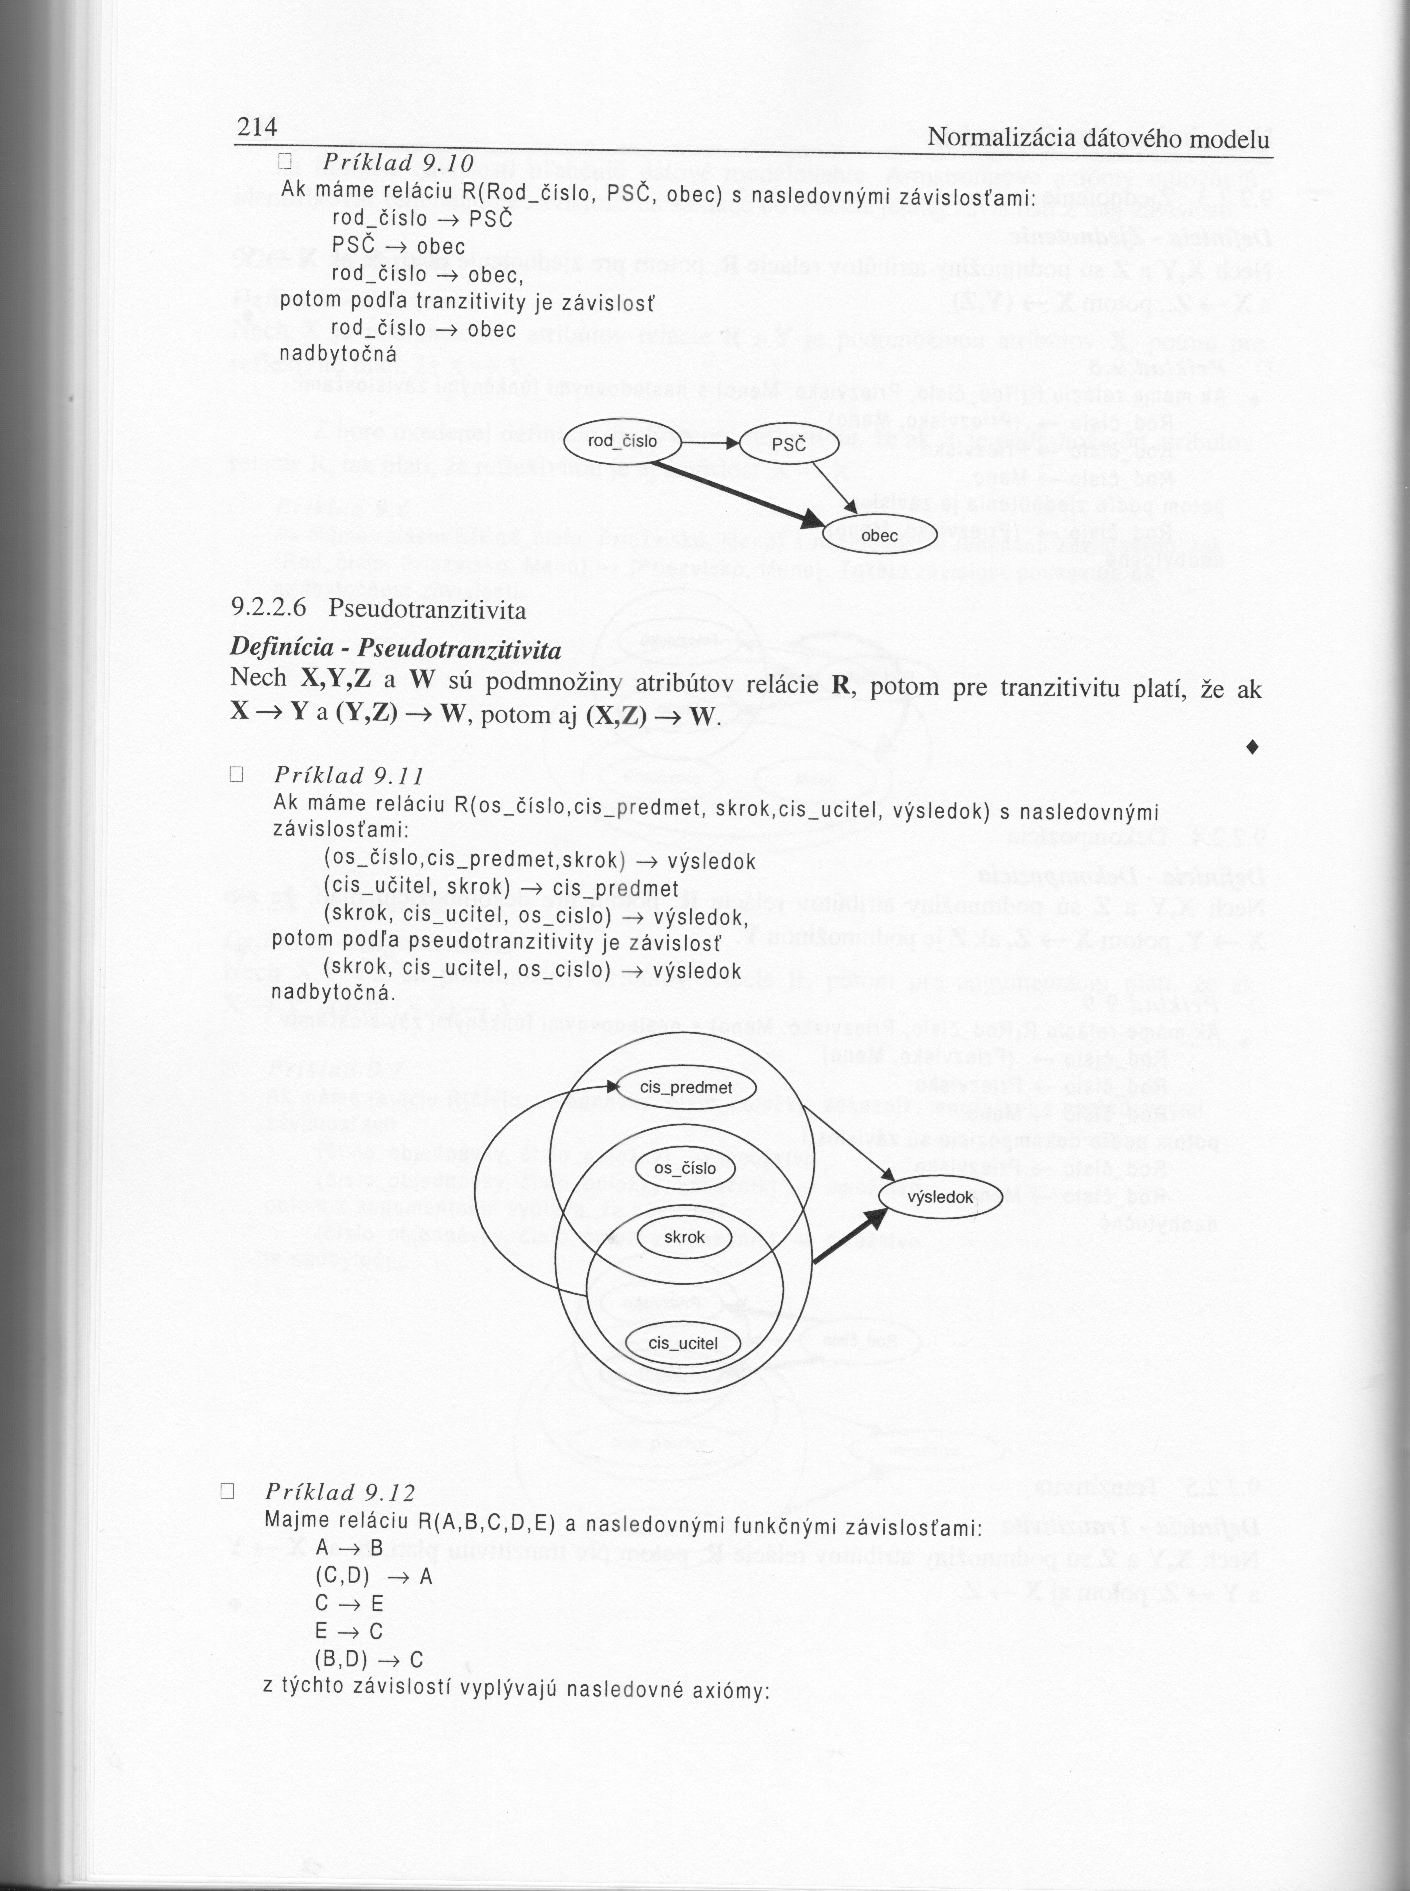 214
Normalizácia dátového modelu
Príklad 9.10
Ak máme reláciu R(Rod_číslo, PSČ, obec) s nasledovnými závislosťami:
rod_číslo → PSČ
PSČ → obec
rod_číslo → obec,
potom podľa tranzitivity je závislosť
rod_číslo → obec
nadbytočná
rod_číslo
PSČ
obec
9.2.2.6 Pseudotranzitivita
Definícia - Pseudotranzitivita
Nech X,Y,Z a W sú podmnožiny atribútov relácie R, potom pre tranzitivitu platí, že ak
X → Y a (Y,Z) → W, potom aj (X,Z) → W.
Príklad 9.11
Ak máme reláciu R(os_číslo,cis_predmet, skrok,cis_ucitel, výsledok) s nasledovnými
závislosťami:
(os_číslo,cis_predmet,skrok) → výsledok
(cis_učitel, skrok) → cis_predmet
(skrok, cis_ucitel, os_cislo) → výsledok,
potom podľa pseudotranzitivity je závislosť
(skrok, cis_ucitel, os_cislo) → výsledok
nadbytočná.
cis_predmet
os_číslo
výsledok
skrok
cis_ucitel
Príklad 9.12
Majme reláciu R(A,B,C,D,E) a nasledovnými funkčnými závislosťami:
A → B
(C,D) → A
C → E
E → C
(B,D) → C
z týchto závislostí vyplývajú nasledovné axiómy: